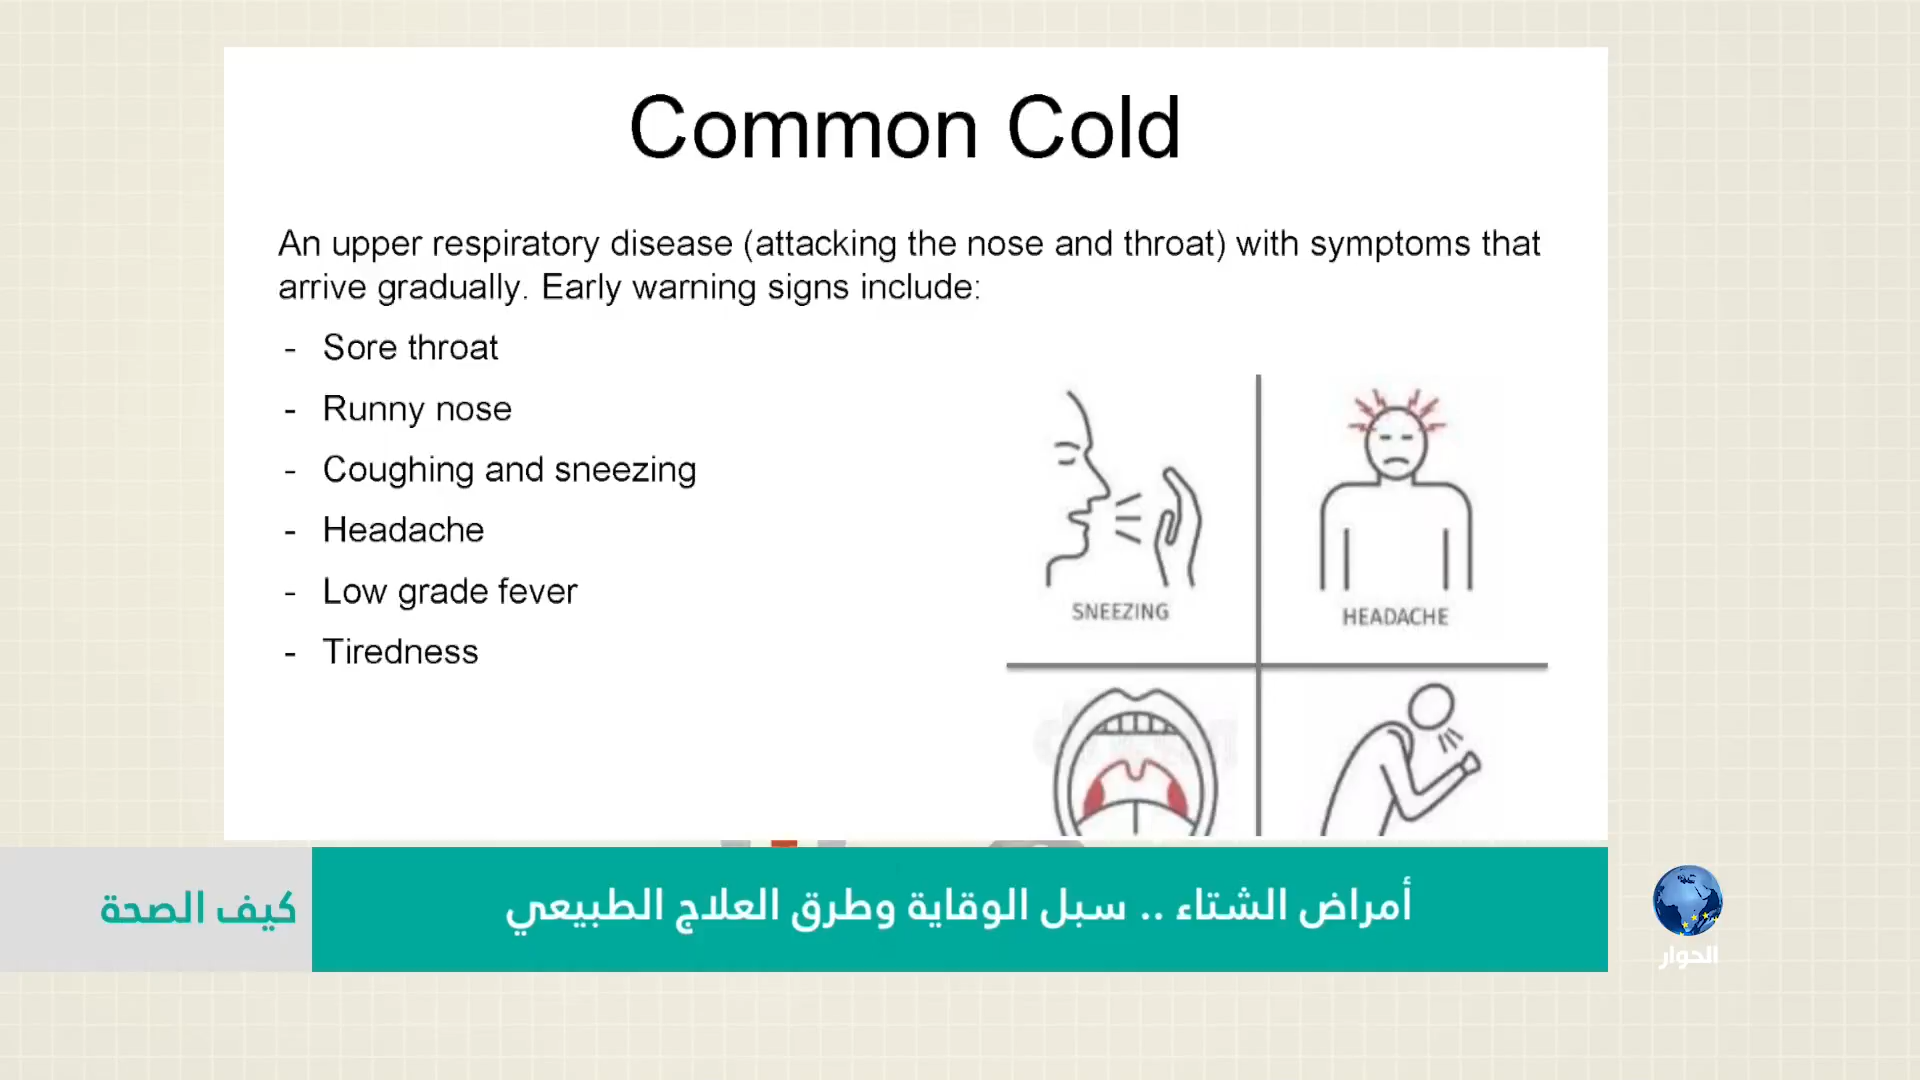 Common Cold
An upper respiratory disease (attacking the nose and throat) with symptoms that
arrive gradually. Early warning signs include:
- Sore throat
- Runny nose
- Coughing and sneezing
- Headache
- Low grade fever
- Tiredness
SNEEZING
HEADACHE
أمراض الشتاء .. سبل الوقاية وطرق العلاج الطبيعي
كيف الصحة
الحوار